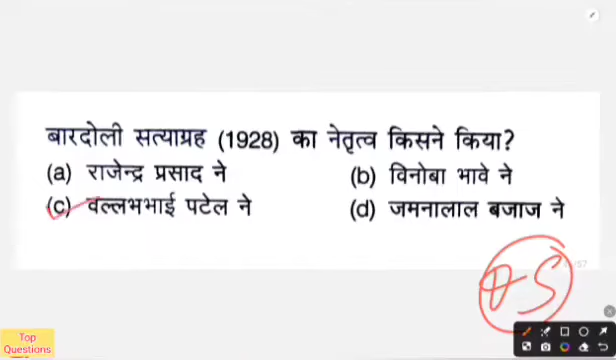 बारदोली सत्याग्रह (1928) का नेतृत्व किसने किया?
(a) राजेन्द्र प्रसाद ने (b) विनोबा भावे ने
(c) वल्लभभाई पटेल ने (d) जमनालाल बजाज ने
Top
Questions